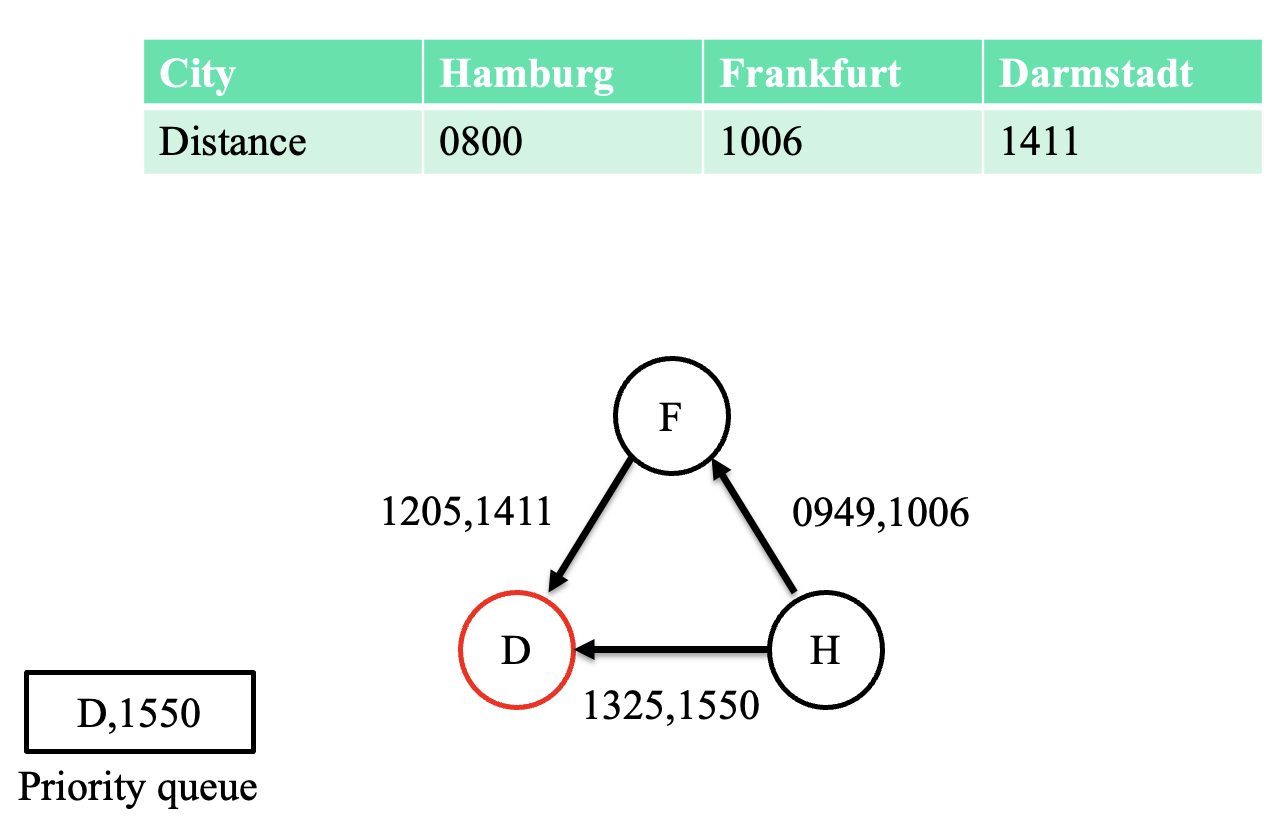 City Hamburg Frankfurt Darmstadt
Distance 0800 1006 1411
F
1205,1411 0949,1006
D H
1325,1550
D,1550
Priority queue